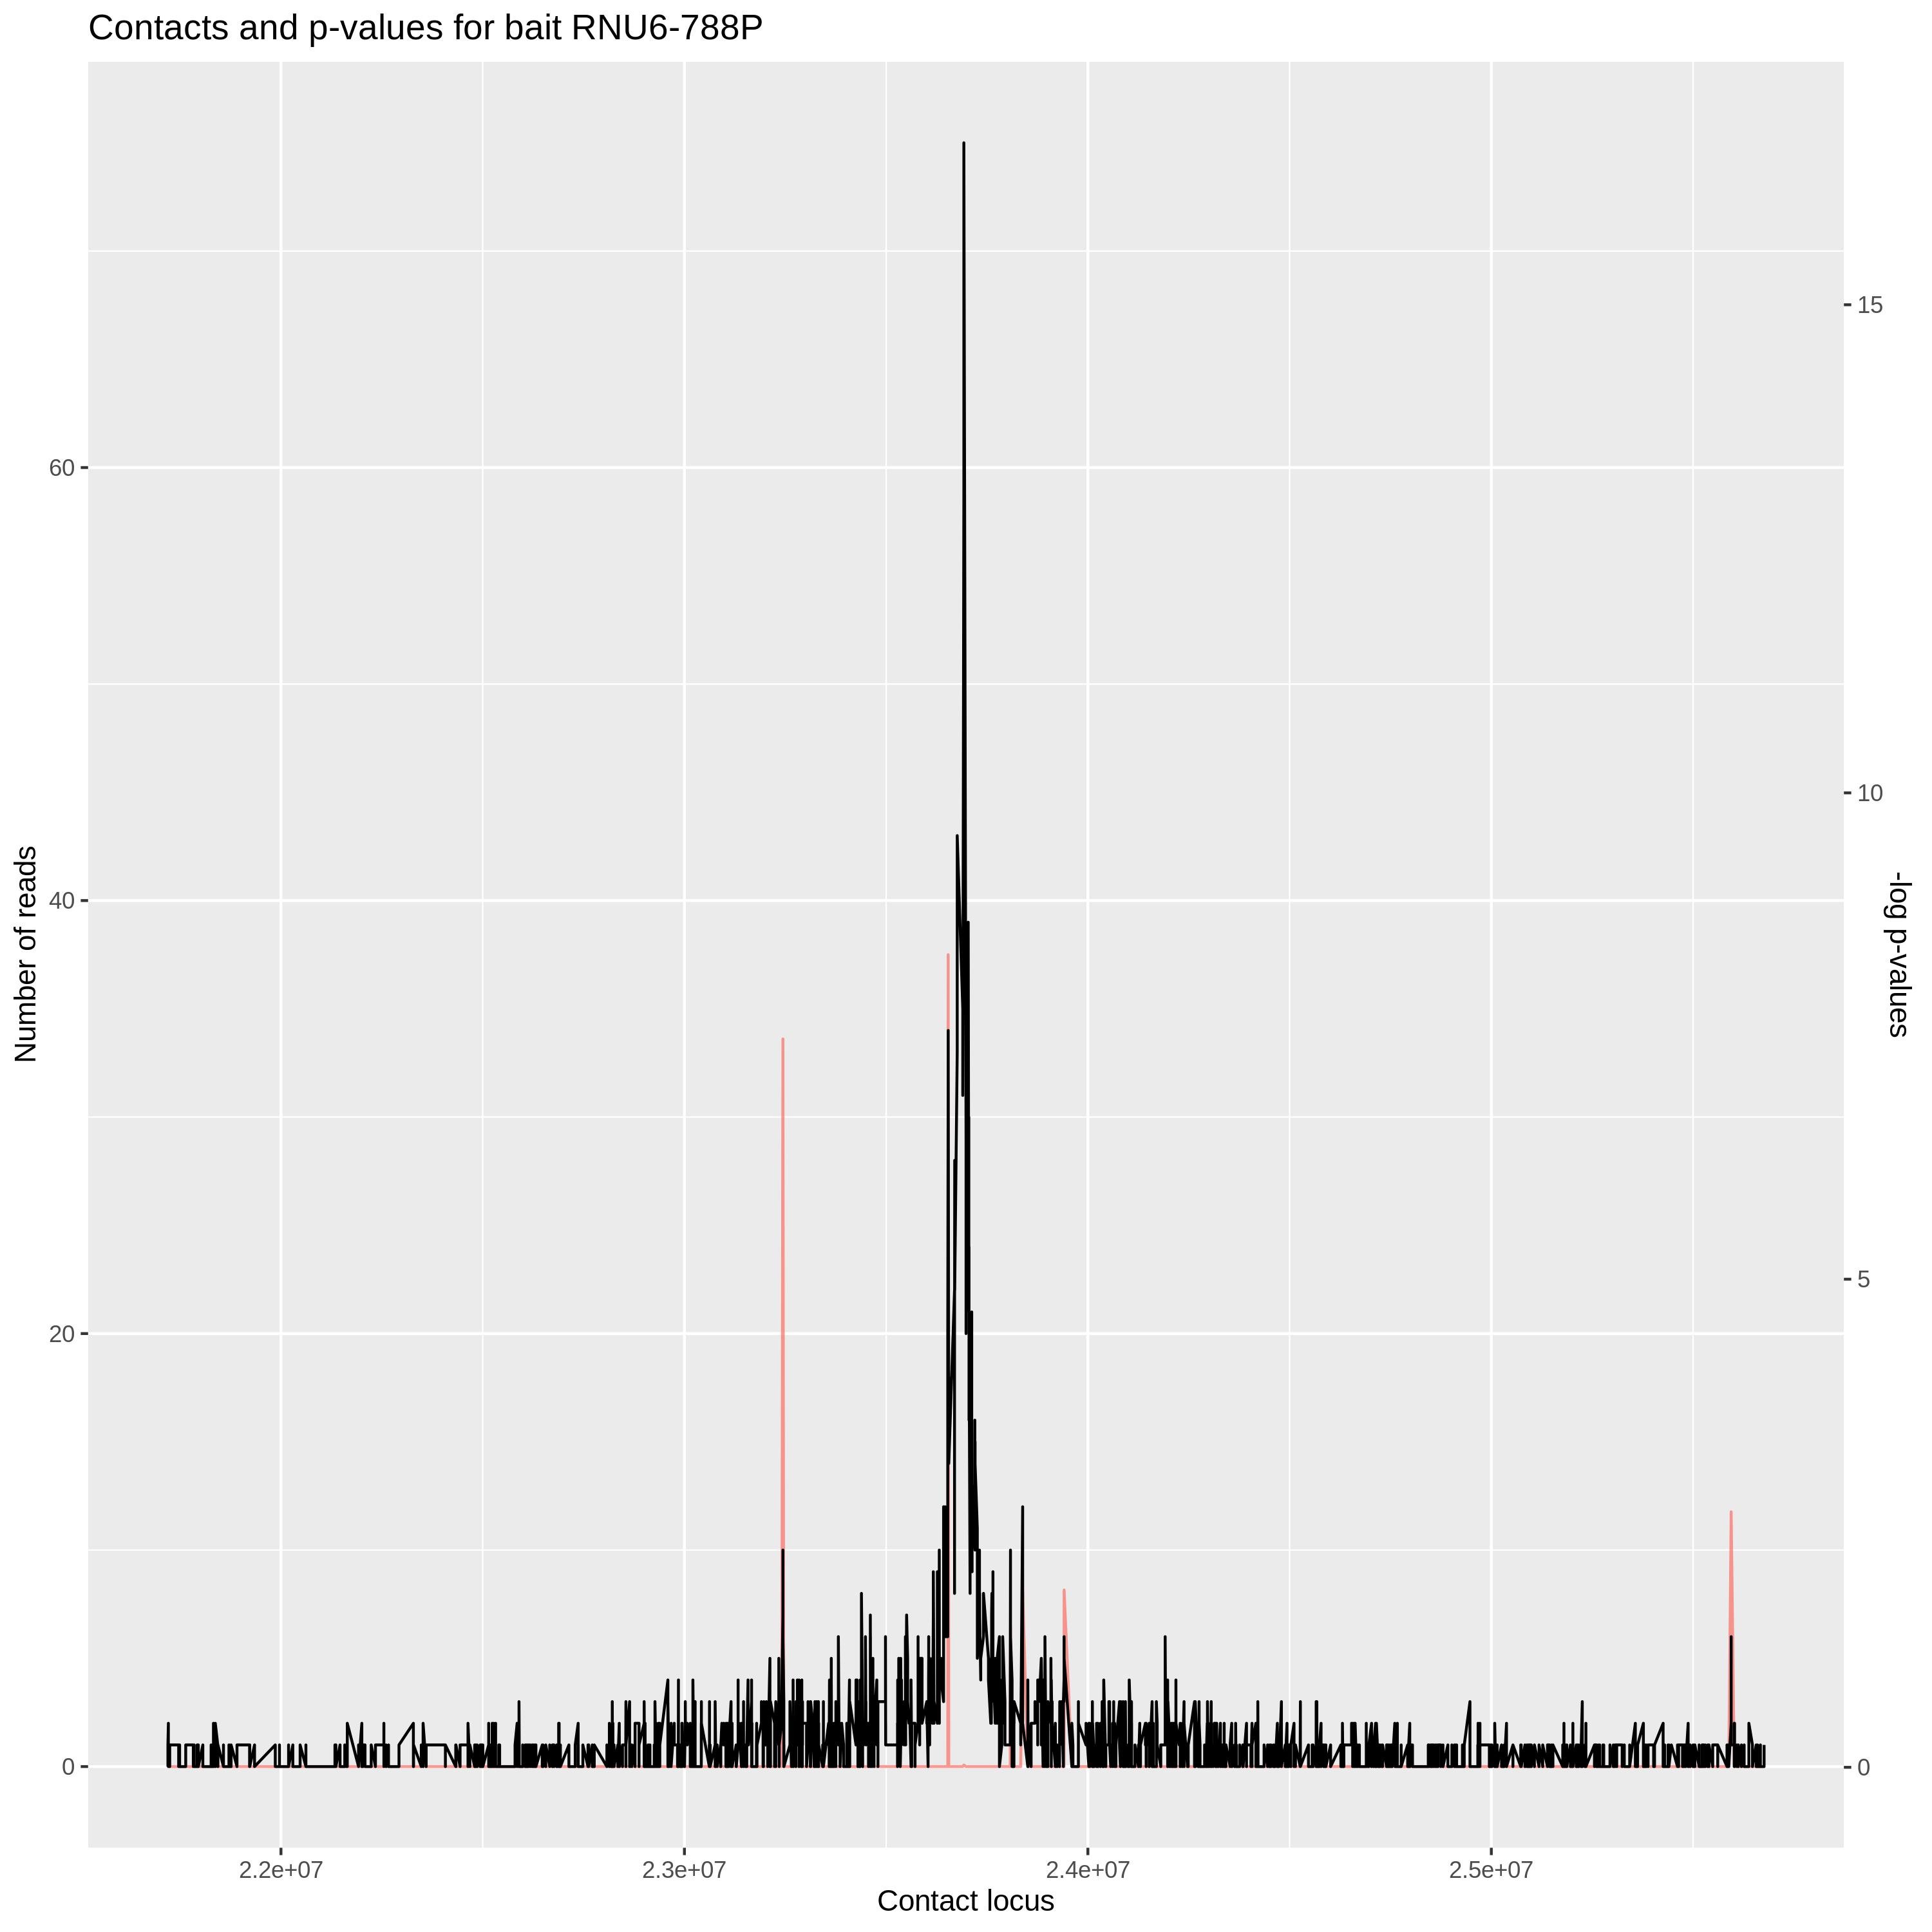 Contacts and p-values for bait RNU6-788P
Number of reads
60
40
20
0
15
10
5
0
-log p-values
2.2e+07
2.3e+07
2.4e+07
2.5e+07
Contact locus